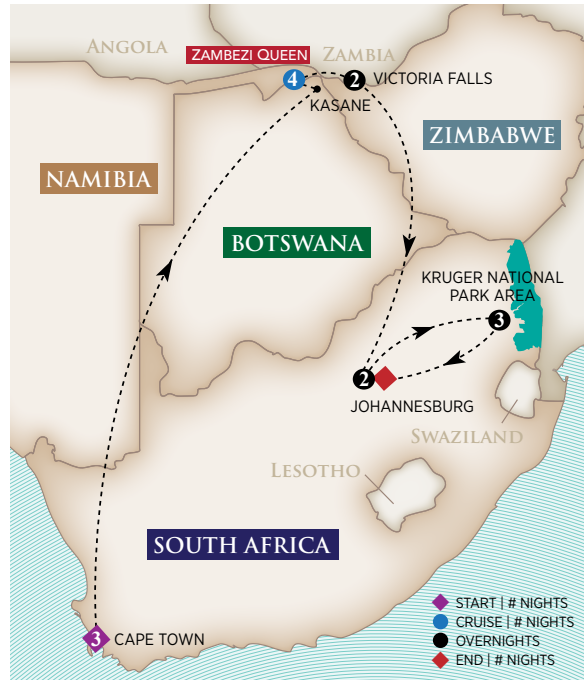 ANGOLA
ZAMBEZI QUEEN
ZAMBIA
4
2
VICTORIA FALLS
KASANE
ZIMBABWE
NAMIBIA
BOTSWANA
KRUGER NATIONAL
PARK AREA
3
2
JOHANNESBURG
SWAZILAND
LESOTHO
SOUTH AFRICA
3
CAPE TOWN
START | # NIGHTS
CRUISE | # NIGHTS
OVERNIGHTS
END | # NIGHTS